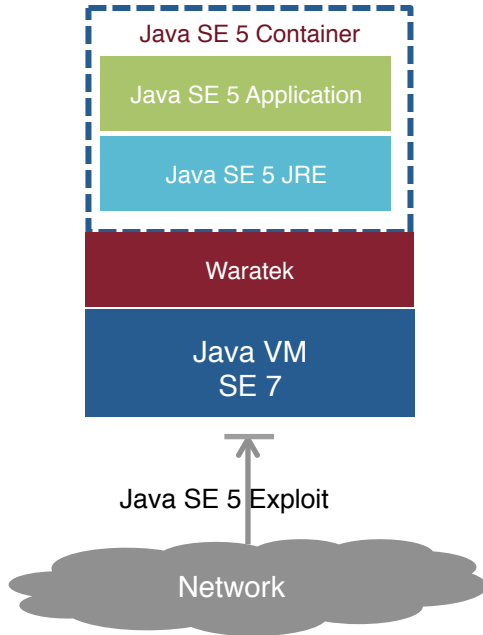 Java SE 5 Container
Java SE 5 Application
Java SE 5 JRE
Waratek
Java VM
SE 7
Java SE 5 Exploit
Network